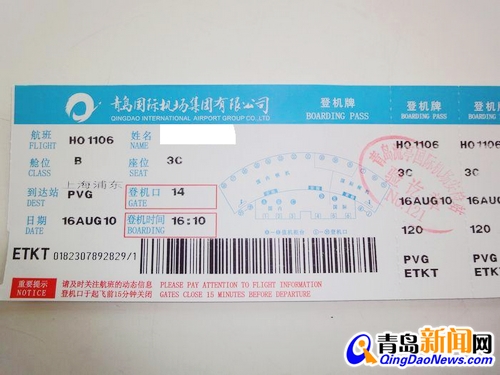 青岛国际机场集团有限公司
QINGDAO INTERNATIONAL AIRPORT GROUP CO.,LTD
登机牌
BOARDING PASS
登机牌
BOARDING PASS
航班 FLIGHT HO1106 姓名 NAME
舱位 CLASS B 座位 SEAT 3C
上海浦东
到达站 DEST PVG 登机口 GATE 14
日期 DATE 16AUG10 登机时间 BOARDING 16:10
ETKT 0182307892829/1
重要提示 NOTICE
请及时关注航班的动态信息 PLEASE PAY ATTENTION TO FLIGHT INFORMATION
登机口于起飞前15分钟关闭 GATES CLOSE 15 MINUTES BEFORE DEPARTURE
HO1106
3C
16AUG10
120
PVG
ETKT
HO1106
3C
16AUG10
120
PVG
ETKT
青岛新闻网
QingDaoNews.Com